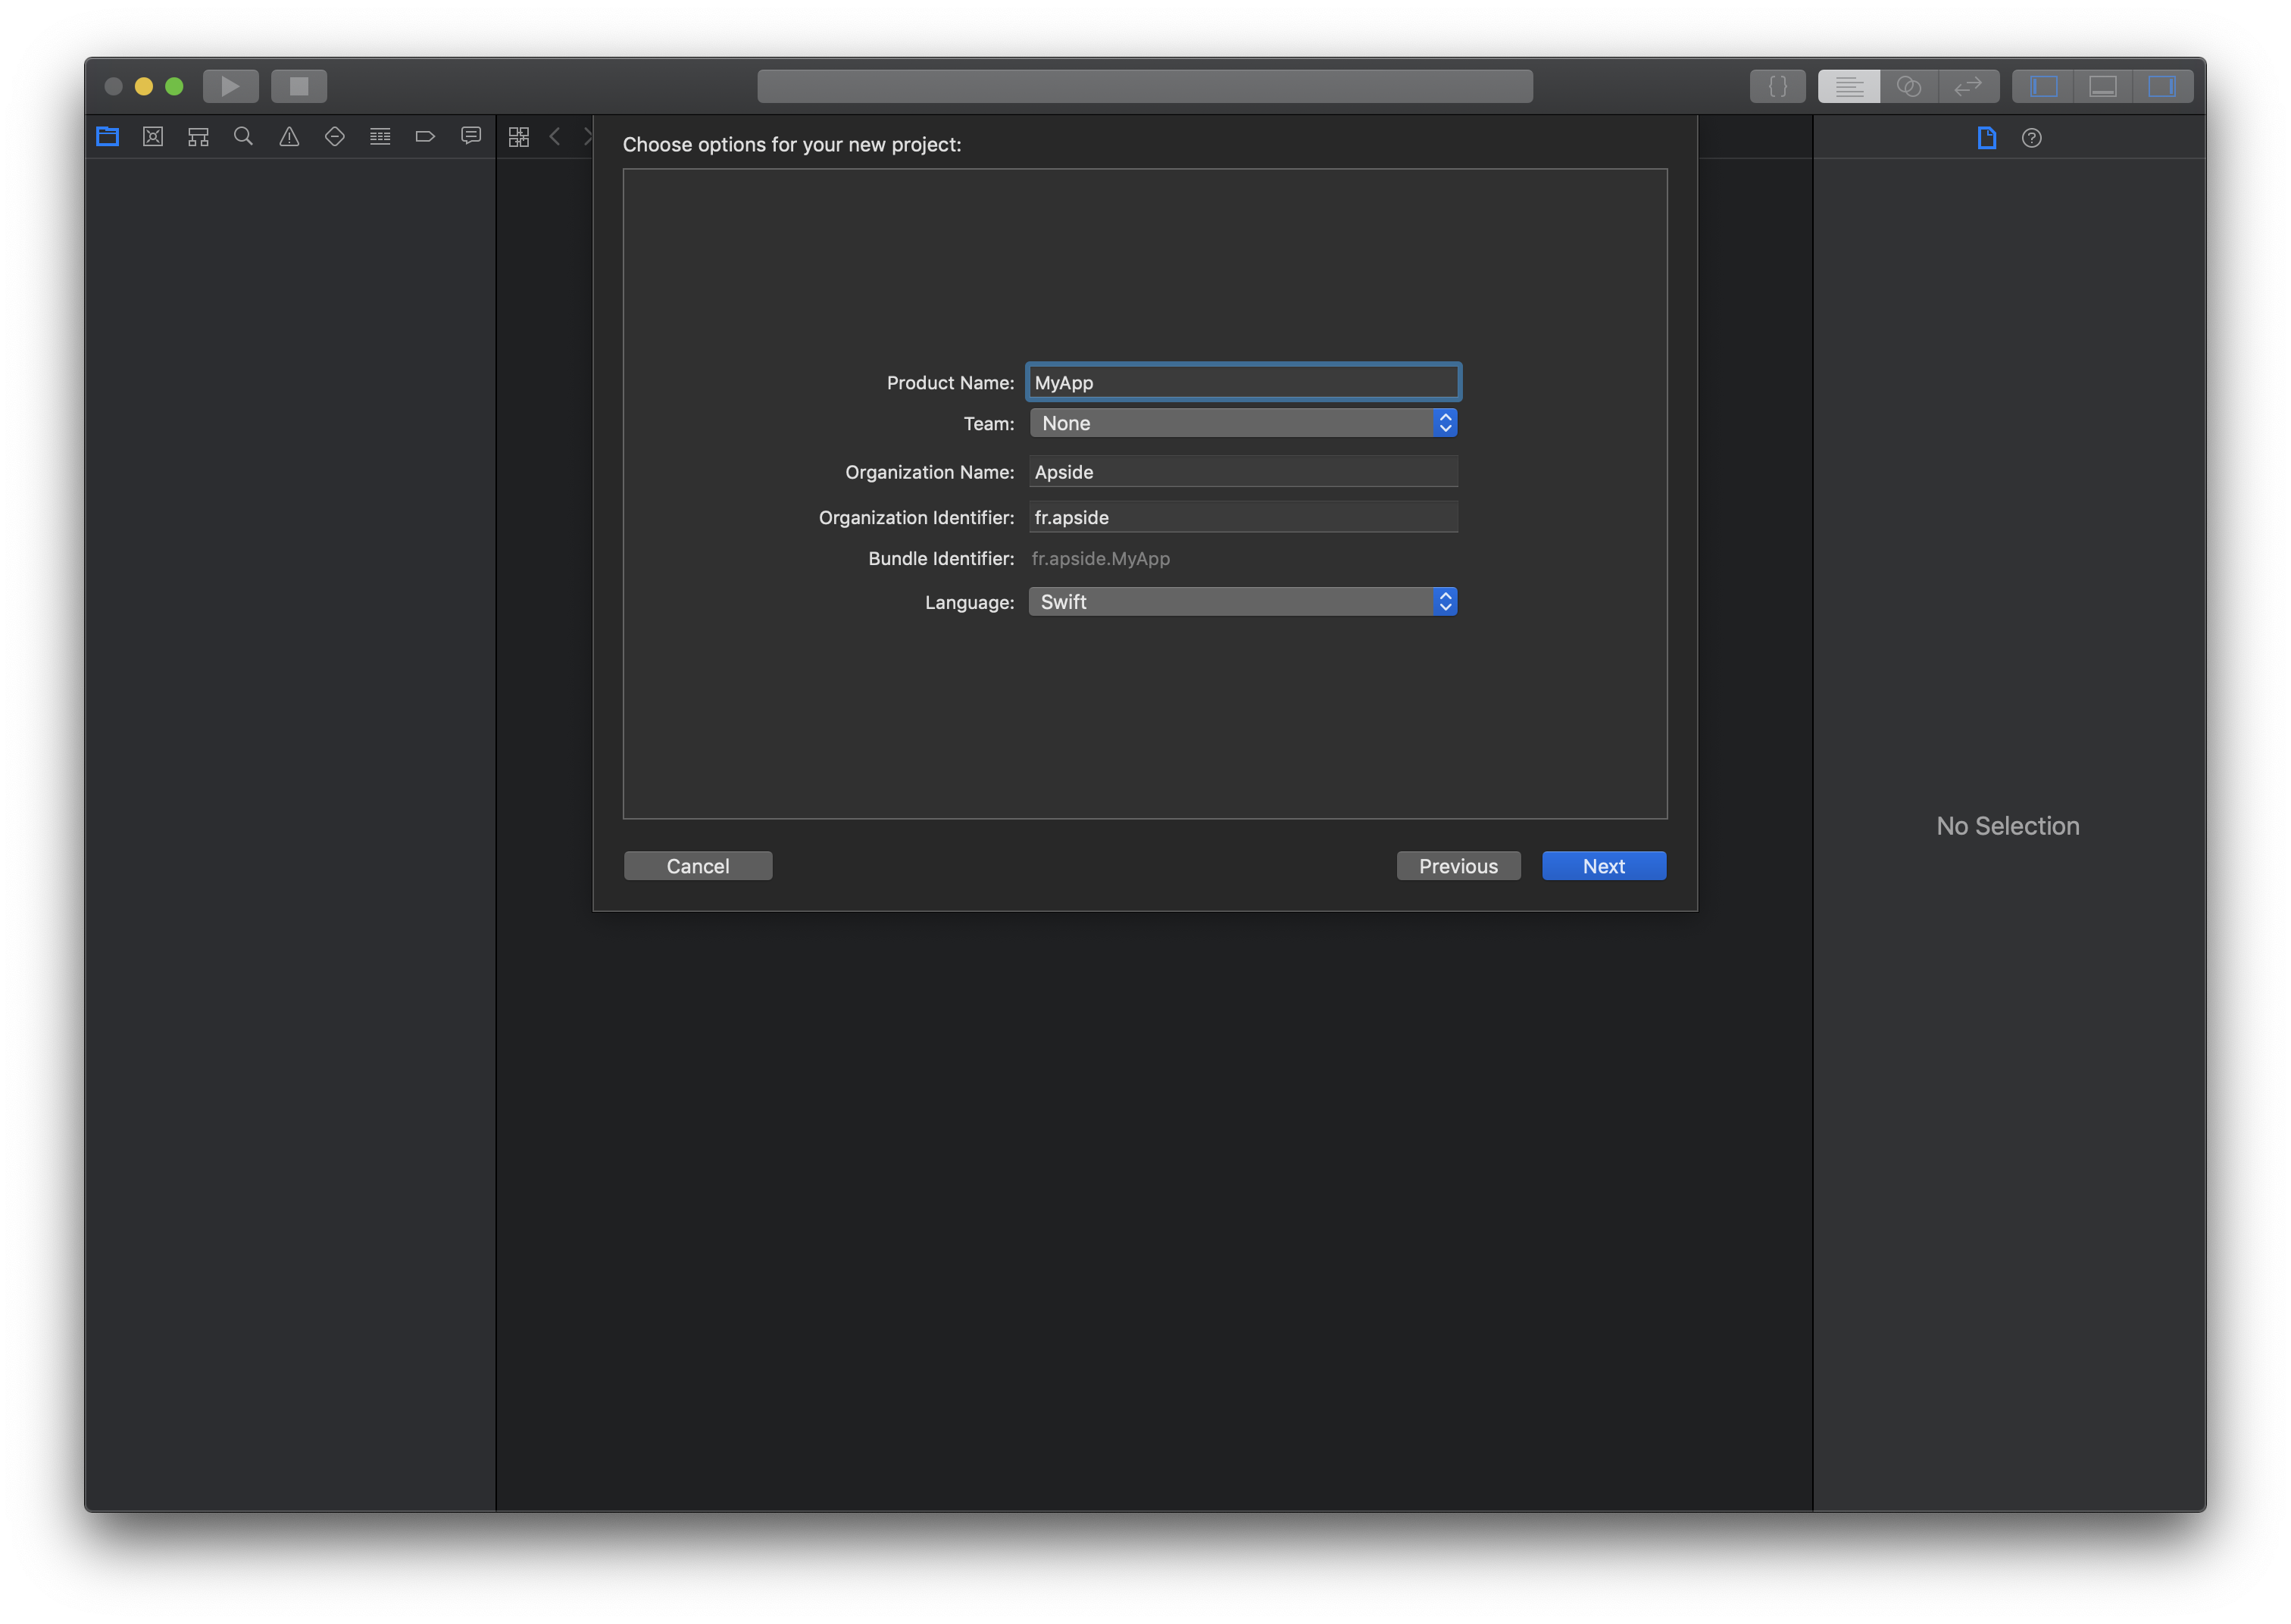 Choose options for your new project:
Product Name: MyApp
Team: None
Organization Name: Apside
Organization Identifier: fr.apside
Bundle Identifier: fr.apside.MyApp
Language: Swift
No Selection
Cancel Previous Next